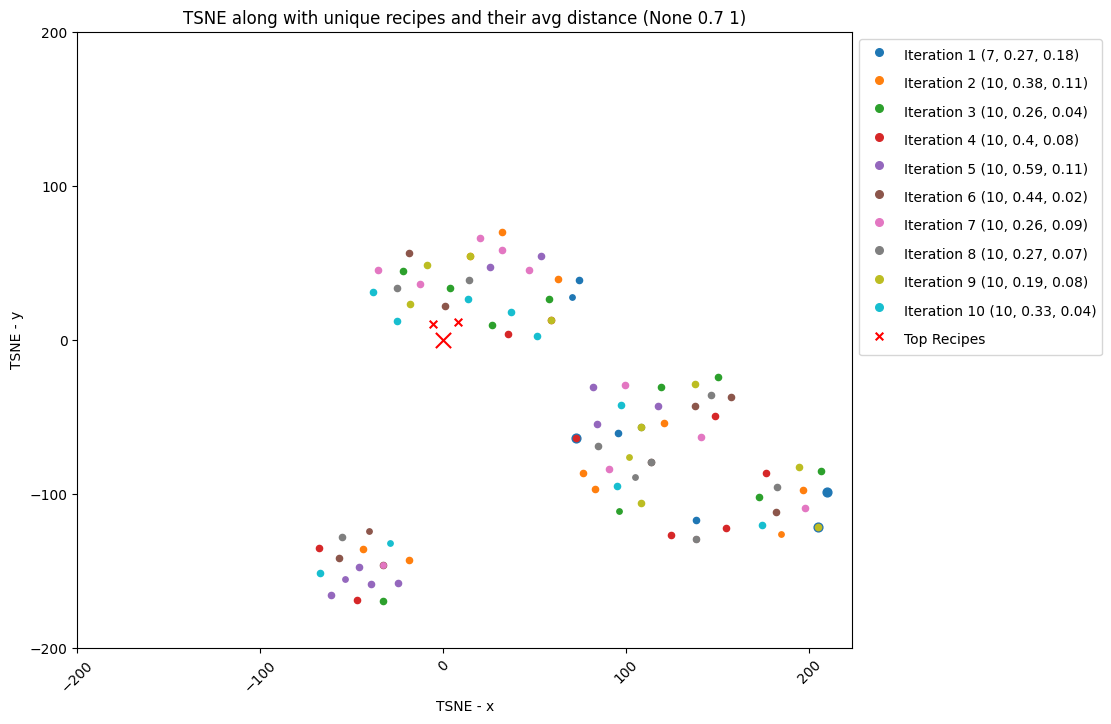 TSNE along with unique recipes and their avg distance (None 0.7 1)
200
100
0
−100
−200
TSNE - y
−200
−100
0
100
200
TSNE - x
Iteration 1 (7, 0.27, 0.18)
Iteration 2 (10, 0.38, 0.11)
Iteration 3 (10, 0.26, 0.04)
Iteration 4 (10, 0.4, 0.08)
Iteration 5 (10, 0.59, 0.11)
Iteration 6 (10, 0.44, 0.02)
Iteration 7 (10, 0.26, 0.09)
Iteration 8 (10, 0.27, 0.07)
Iteration 9 (10, 0.19, 0.08)
Iteration 10 (10, 0.33, 0.04)
Top Recipes